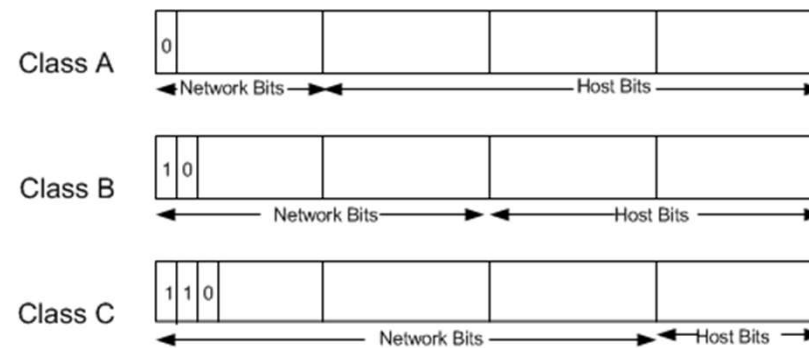 0
Class A
Network Bits Host Bits
1 0
Class B
Network Bits Host Bits
1 1 0
Class C
Network Bits Host Bits